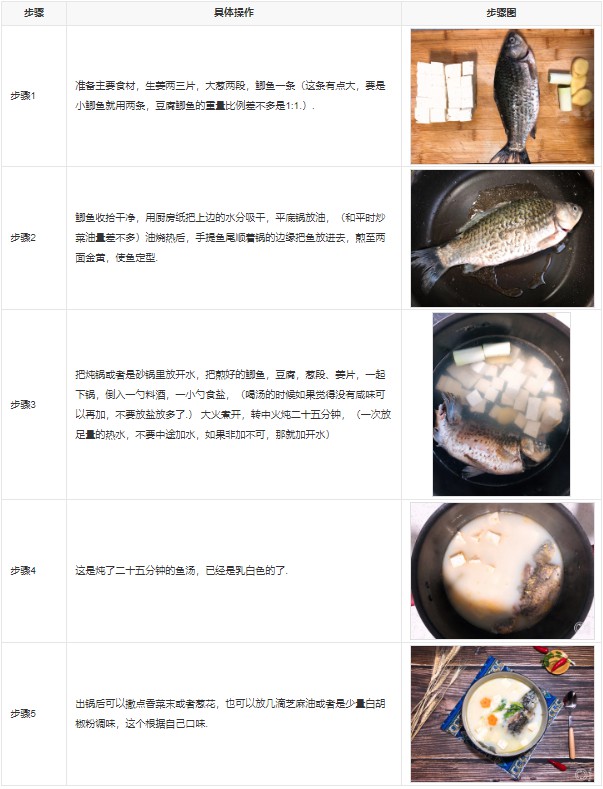 步骤
具体操作
步骤图
步骤1
准备主要食材，生姜两三片，大葱两段，鲫鱼一条（这条有点大，要是
小鲫鱼就用两条，豆腐鲫鱼的重量比例差不多是1:1.）.
步骤2
鲫鱼收拾干净，用厨房纸把上边的水分吸干，平底锅放油，（和平时炒
菜油量差不多）油烧热后，手提鱼尾顺着锅的边缘把鱼放进去，煎至两
面金黄，使鱼定型.
步骤3
把炖锅或者是砂锅里放开水，把煎好的鲫鱼，豆腐，葱段、姜片，一起
下锅，倒入一勺料酒，一小勺食盐，（喝汤的时候如果觉得没有咸味可
以再加，不要放盐放多了.）大火煮开，转中火炖二十五分钟，（一次放
足量的热水，不要中途加水，如果非加不可，那就加开水）
步骤4
这是炖了二十五分钟的鱼汤，已经是乳白色的了.
步骤5
出锅后可以撒点香菜末或者葱花，也可以放几滴芝麻油或者是少量白胡
椒粉调味，这个根据自己口味.